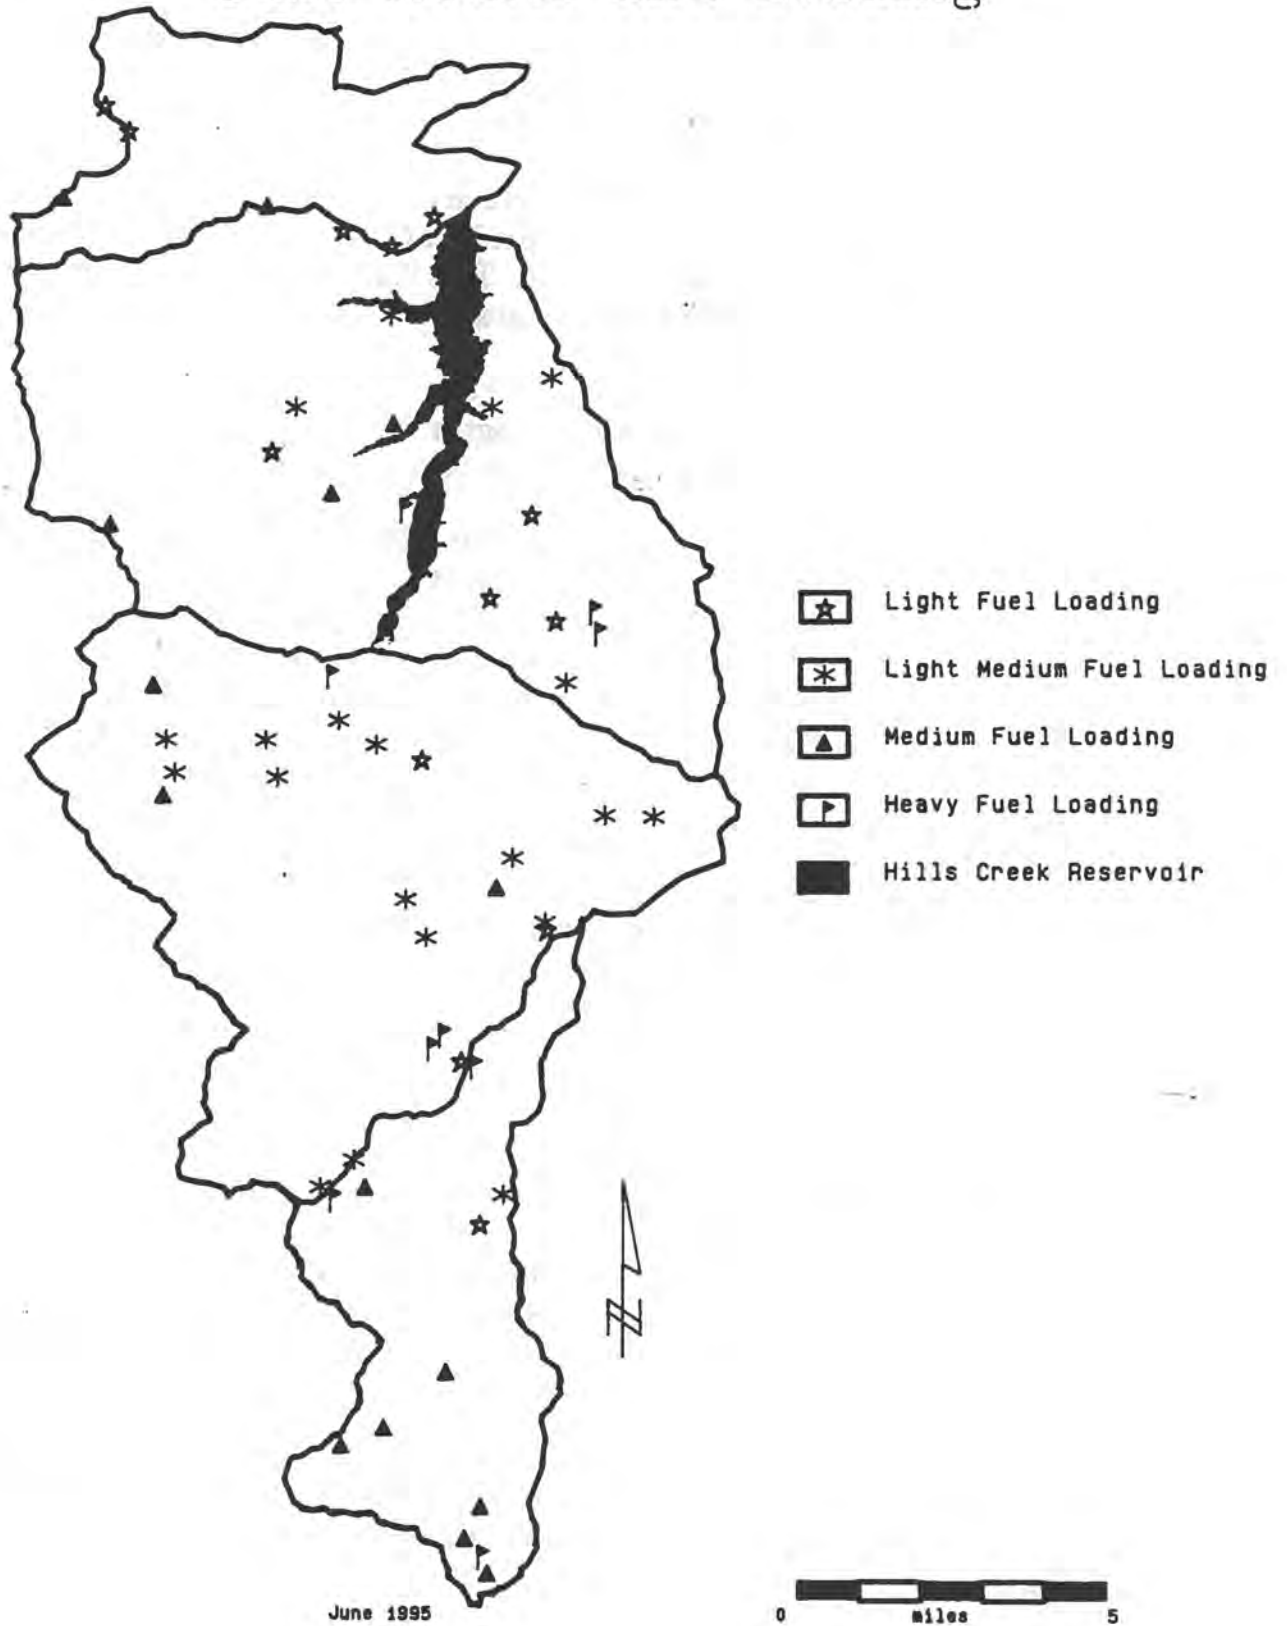 Light Fuel Loading
Light Medium Fuel Loading
Medium Fuel Loading
Heavy Fuel Loading
Hills Creek Reservoir
June 1995
0 miles 5